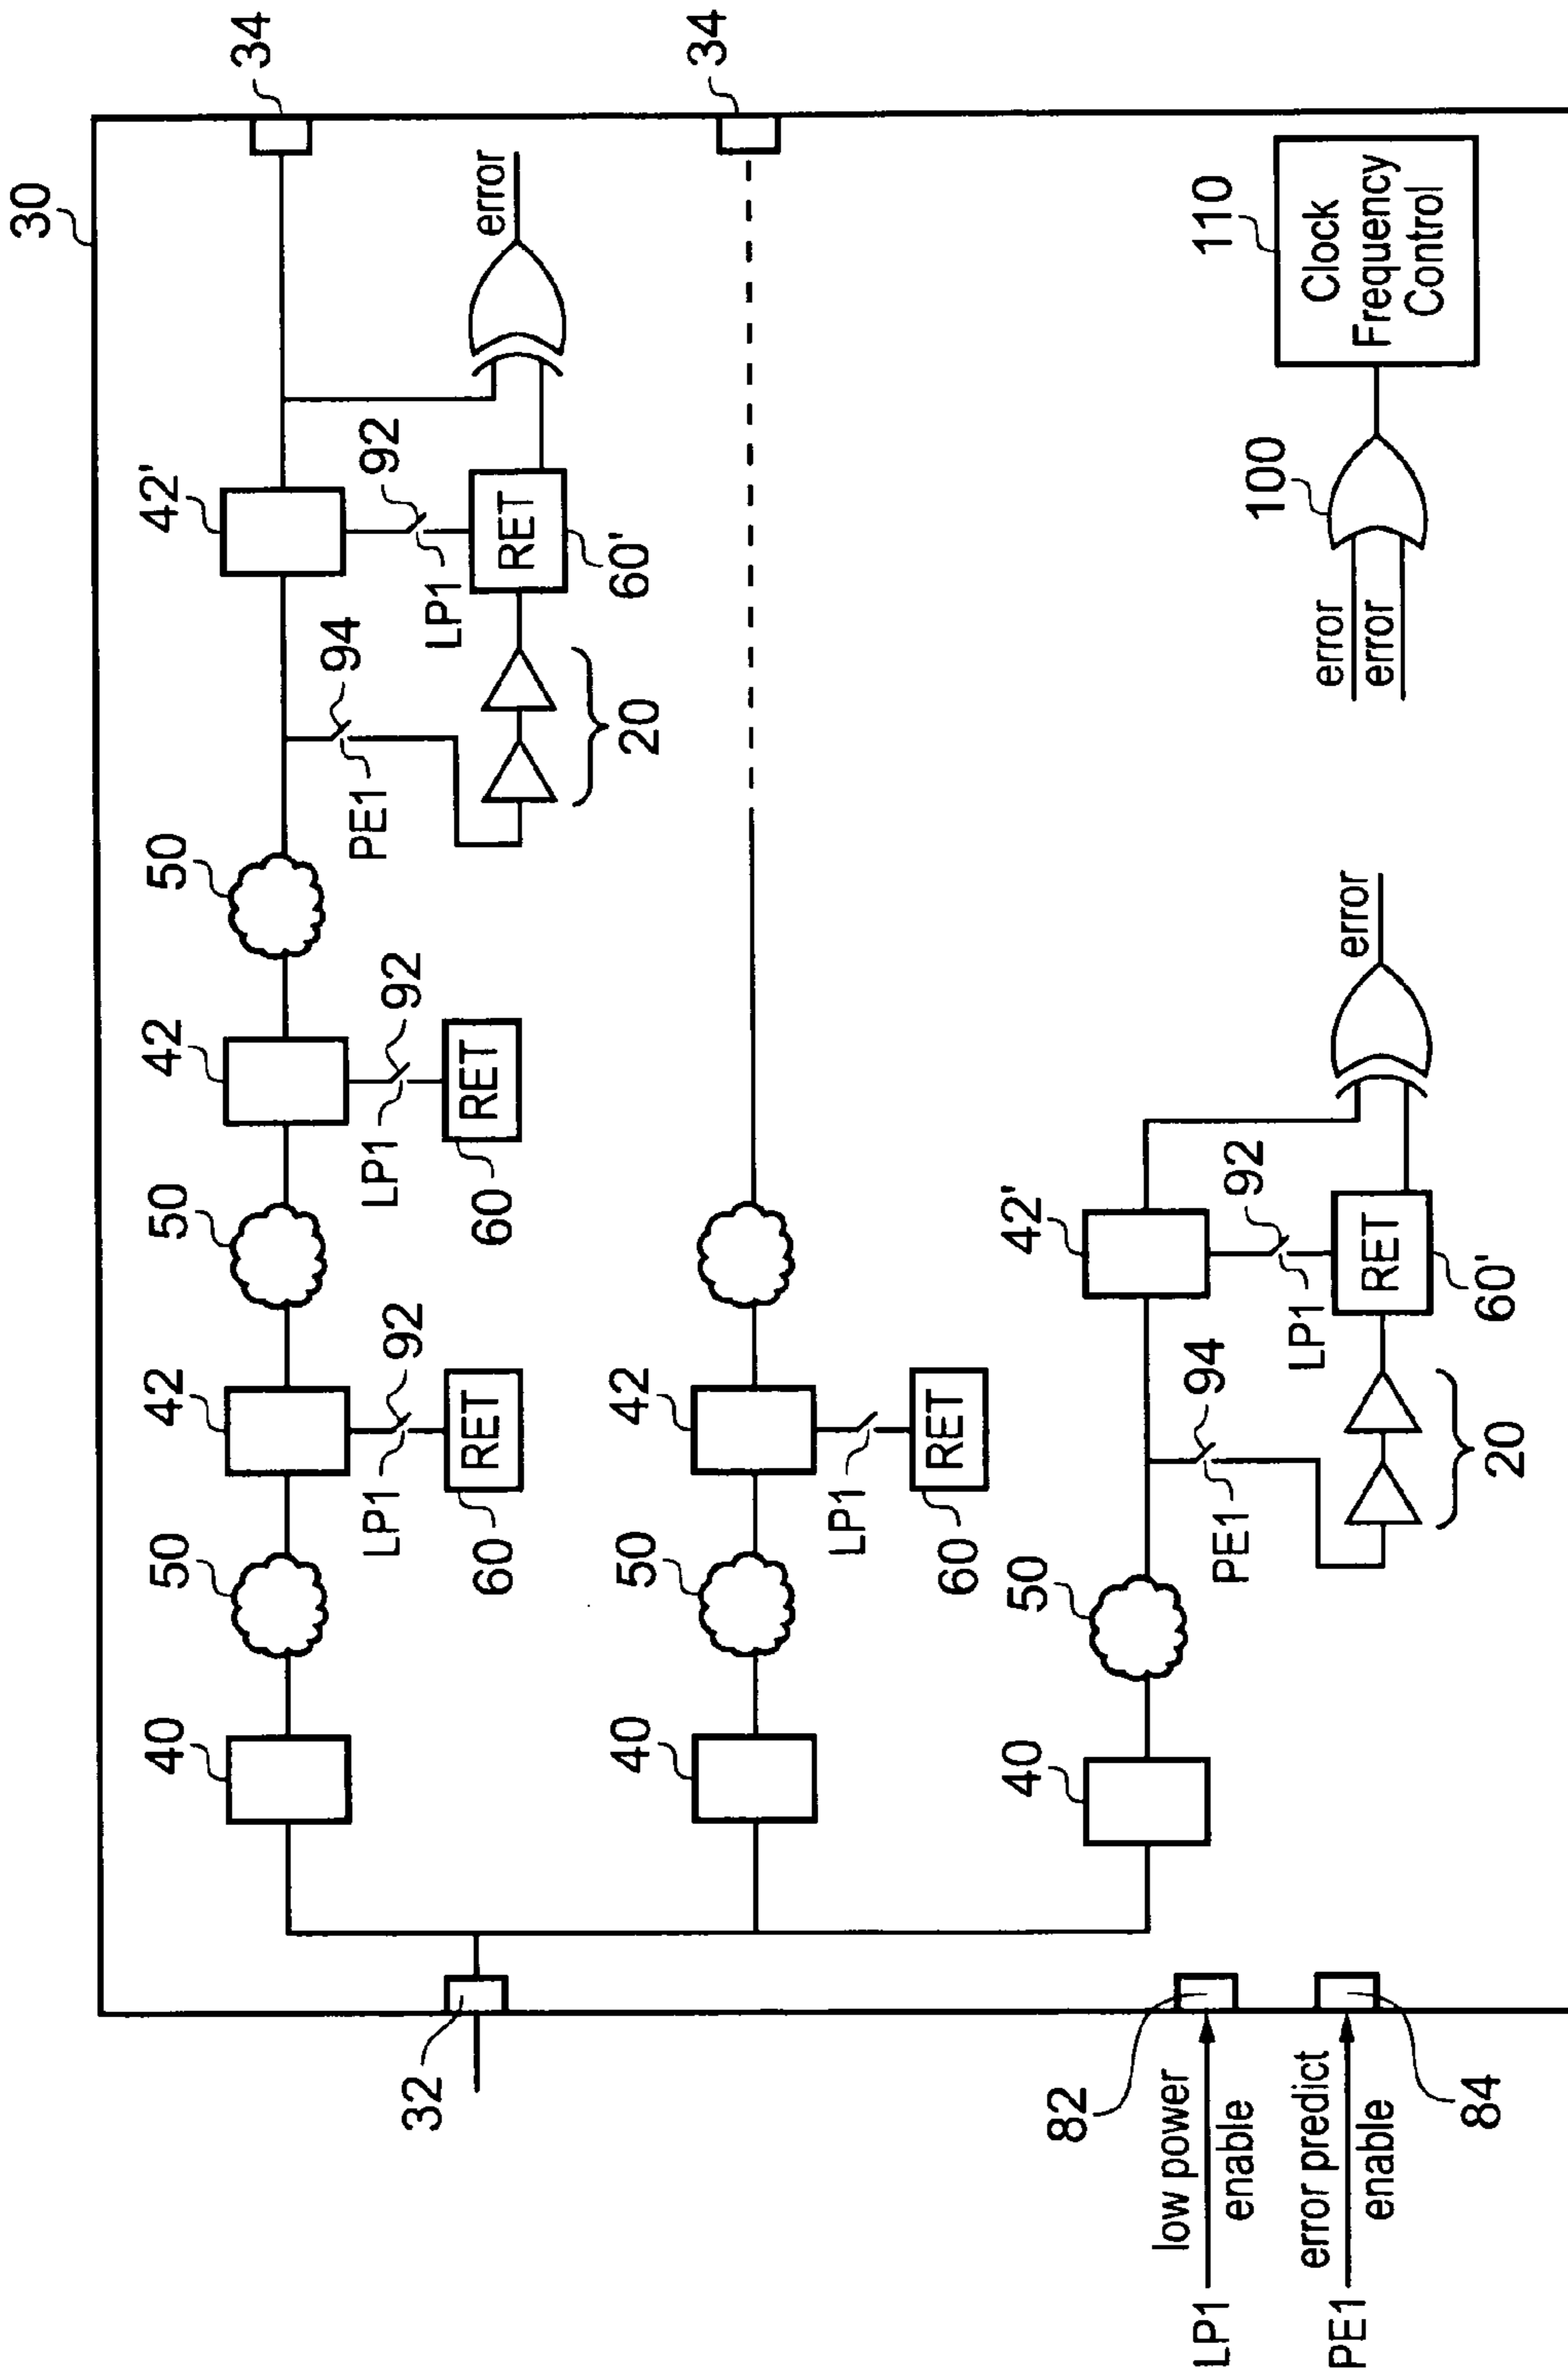 30
34
34
50
50
50
40
42
42
42'
LP1
92
LP1
92
PE1
94
LP1
92
60
RET
60
RET
20
RET
60'
error
32
40
50
42
LP1
60
RET
40
50
42'
PE1
94
LP1
92
20
RET
60'
error
82
84
LP1
low power
enable
PE1
error predict
enable
error
error
100
110
Clock
Frequency
Control